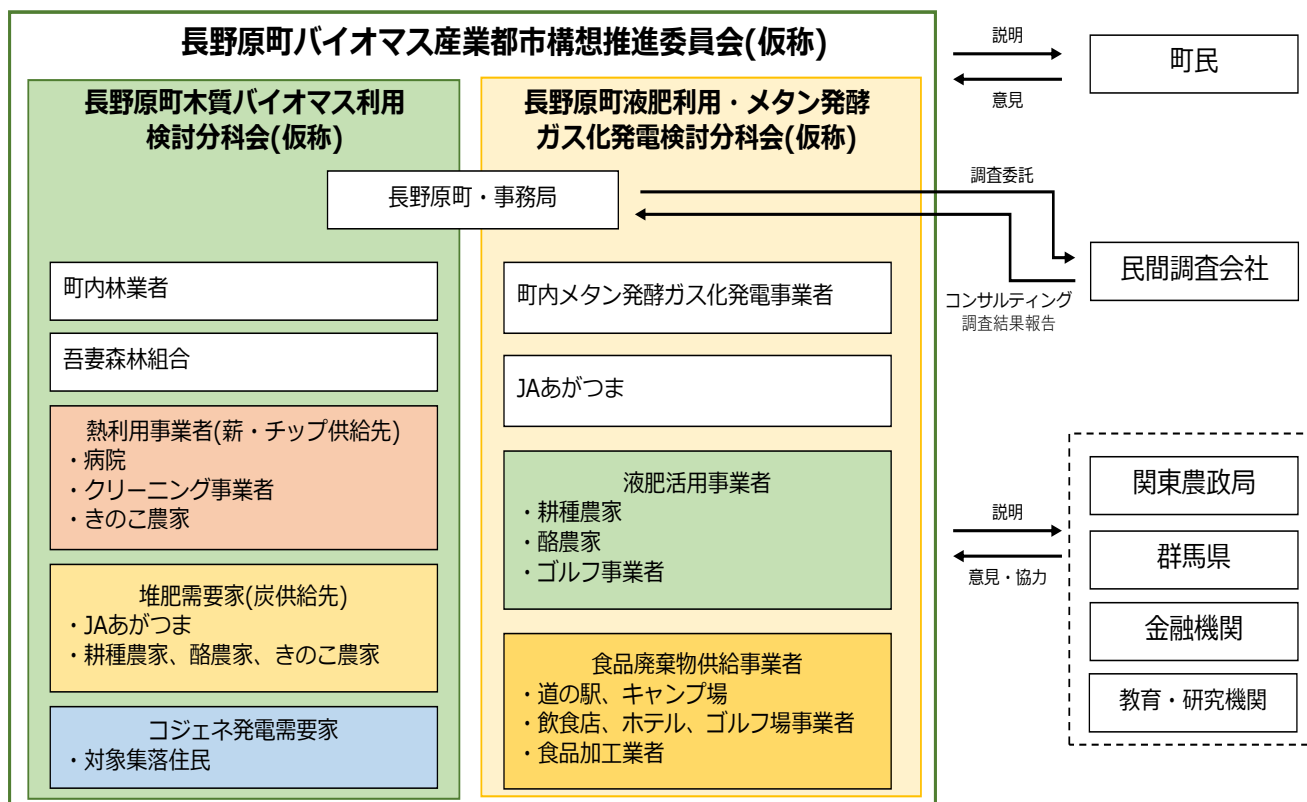 長野原町バイオマス産業都市構想推進委員会(仮称)
長野原町木質バイオマス利用
検討分科会(仮称)
長野原町液肥利用・メタン発酵
ガス化発電検討分科会(仮称)
長野原町・事務局
町内林業者
吾妻森林組合
熱利用事業者(薪・チップ供給先)
・病院
・クリーニング事業者
・きのこ農家
堆肥需要家(炭供給先)
・JAあがつま
・耕種農家、酪農家、きのこ農家
コジェネ発電需要家
・対象集落住民
町内メタン発酵ガス化発電事業者
JAあがつま
液肥活用事業者
・耕種農家
・酪農家
・ゴルフ事業者
食品廃棄物供給事業者
・道の駅、キャンプ場
・飲食店、ホテル、ゴルフ場事業者
・食品加工業者
説明
意見
町民
調査委託
民間調査会社
コンサルティング
調査結果報告
説明
意見・協力
関東農政局
群馬県
金融機関
教育・研究機関